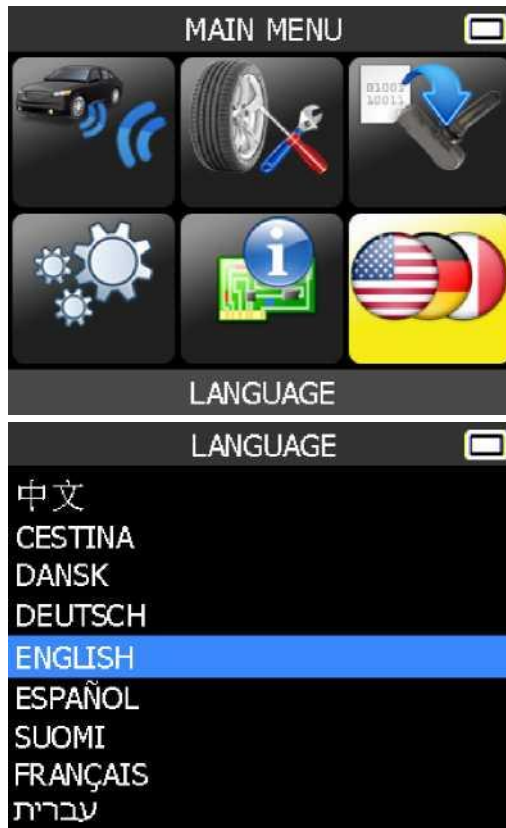 MAIN MENU
01001
10011
i
LANGUAGE
LANGUAGE
中文
CESTINA
DANSK
DEUTSCH
ENGLISH
ESPAÑOL
SUOMI
FRANÇAIS
עברית